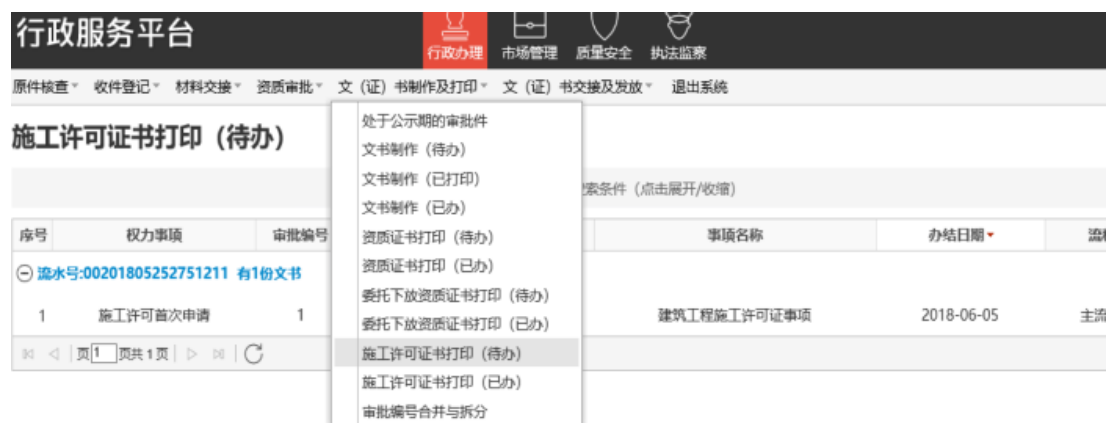 行政服务平台
行政办理 市场管理 质量安全 执法监察
原件核查 收件登记 材料交接 资质审批 文（证）书制作及打印 文（证）书交接及发放 退出系统
施工许可证书打印（待办）
处于公示期的审批件
文书制作（待办）
文书制作（已打印）
文书制作（已办）
资质证书打印（待办）
资质证书打印（已办）
委托下放资质证书打印（待办）
委托下放资质证书打印（已办）
施工许可证书打印（待办）
施工许可证书打印（已办）
审批编号合并与拆分
索条件（点击展开/收缩）
序号 权力事项 审批编号 事项名称 办结日期
流水号:00201805252751211 有1份文书
1 施工许可首次申请 1 建筑工程施工许可证事项 2018-06-05 主流
页 1 页共 1 页